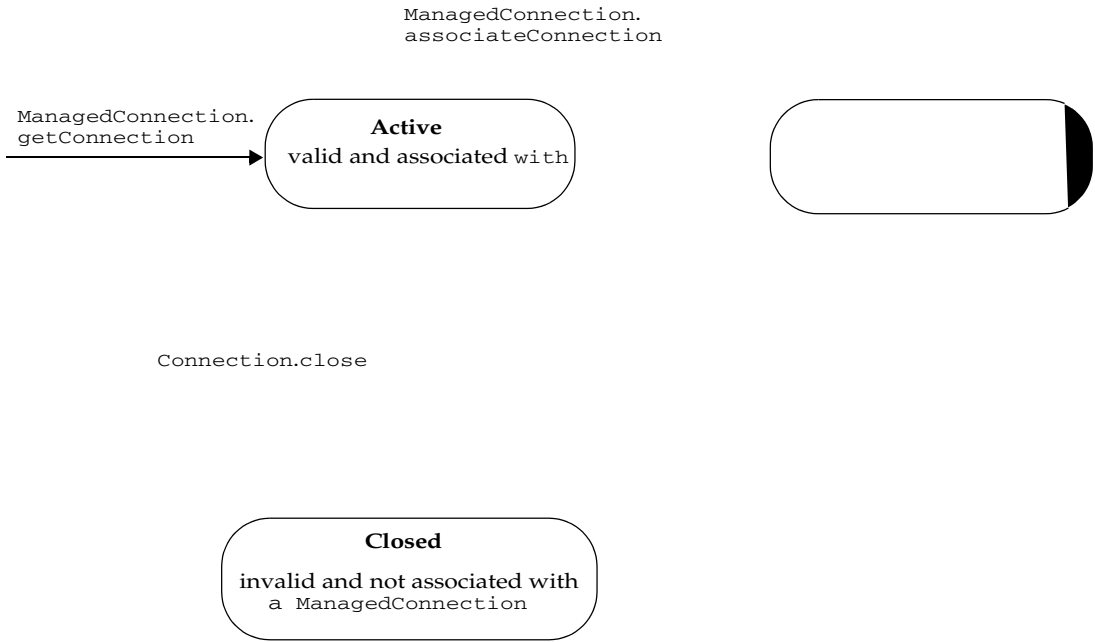 ManagedConnection.
associateConnection
ManagedConnection.
getConnection
Active
valid and associated with
Connection.close
Closed
invalid and not associated with
a ManagedConnection